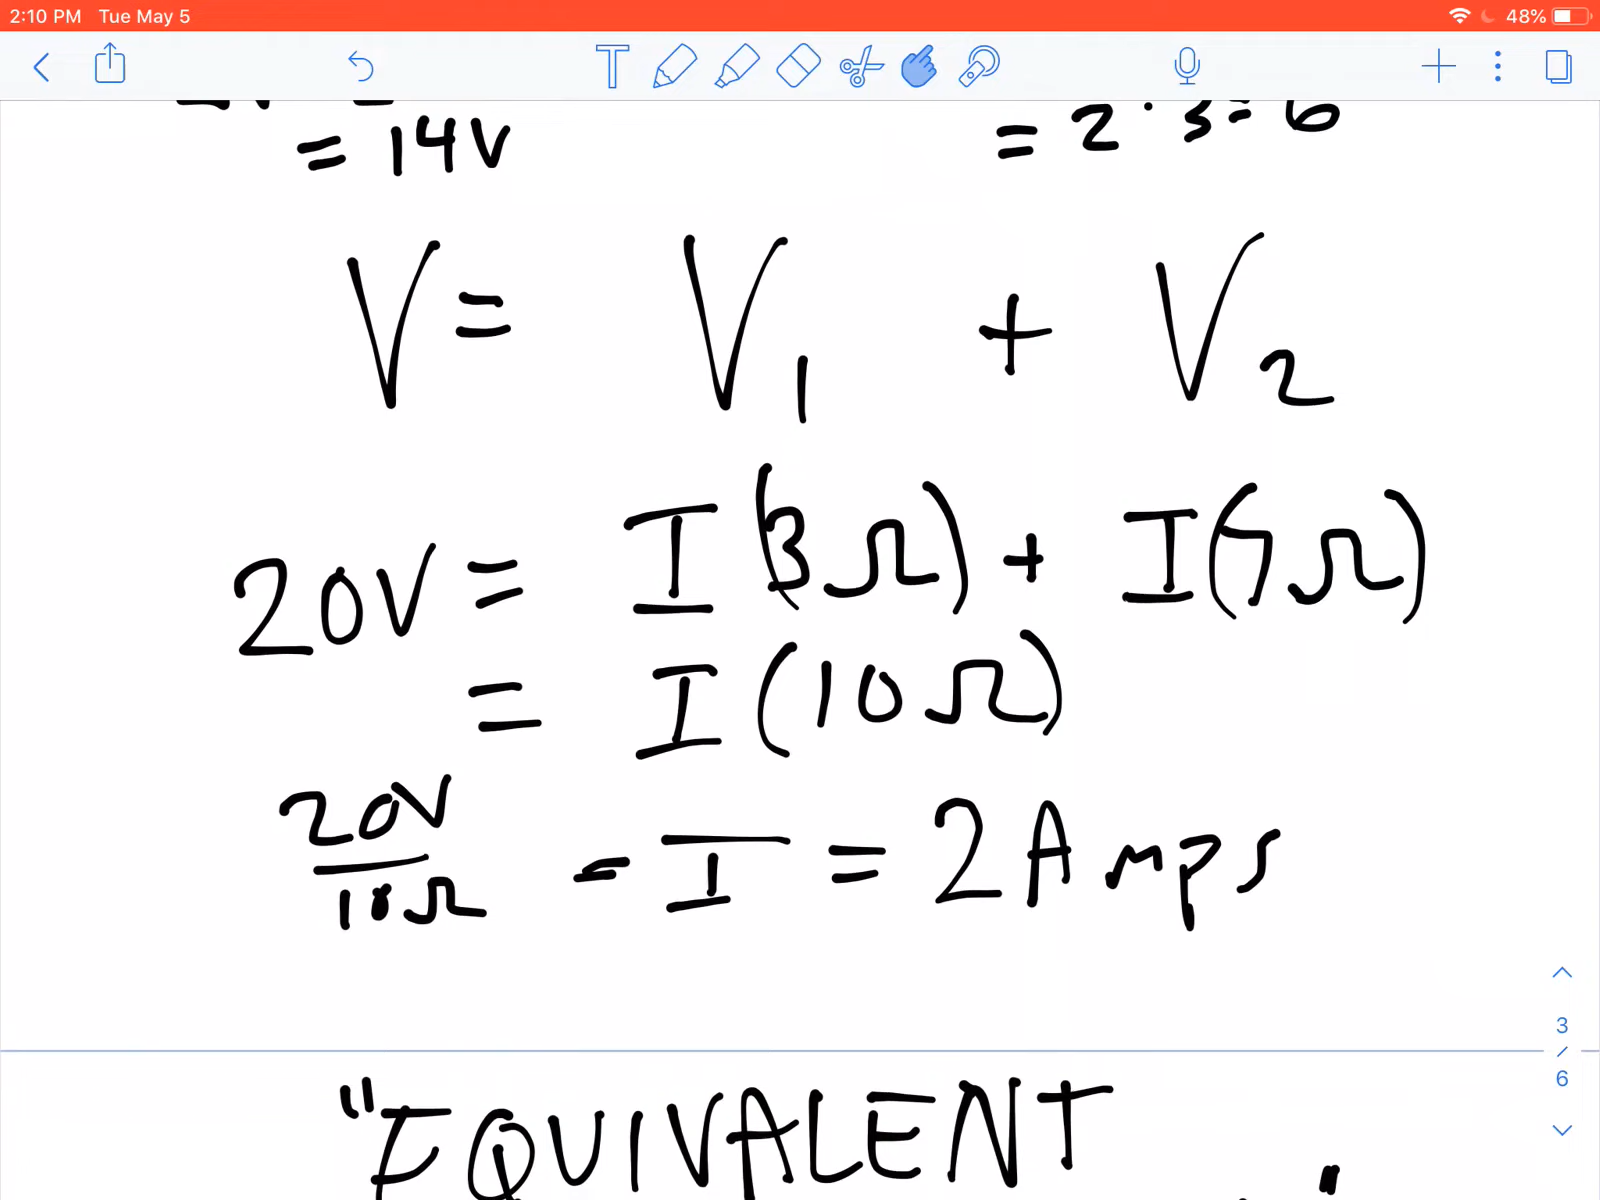 2:10 PM Tue May 5 48%
T
= 14V
= 2 · 3 = 6
V = V₁ + V₂
20V = I(3Ω) + I(7Ω)
= I(10Ω)
20V
10Ω
= I = 2 Amps
3
/
6
"EQUIVALENT
"